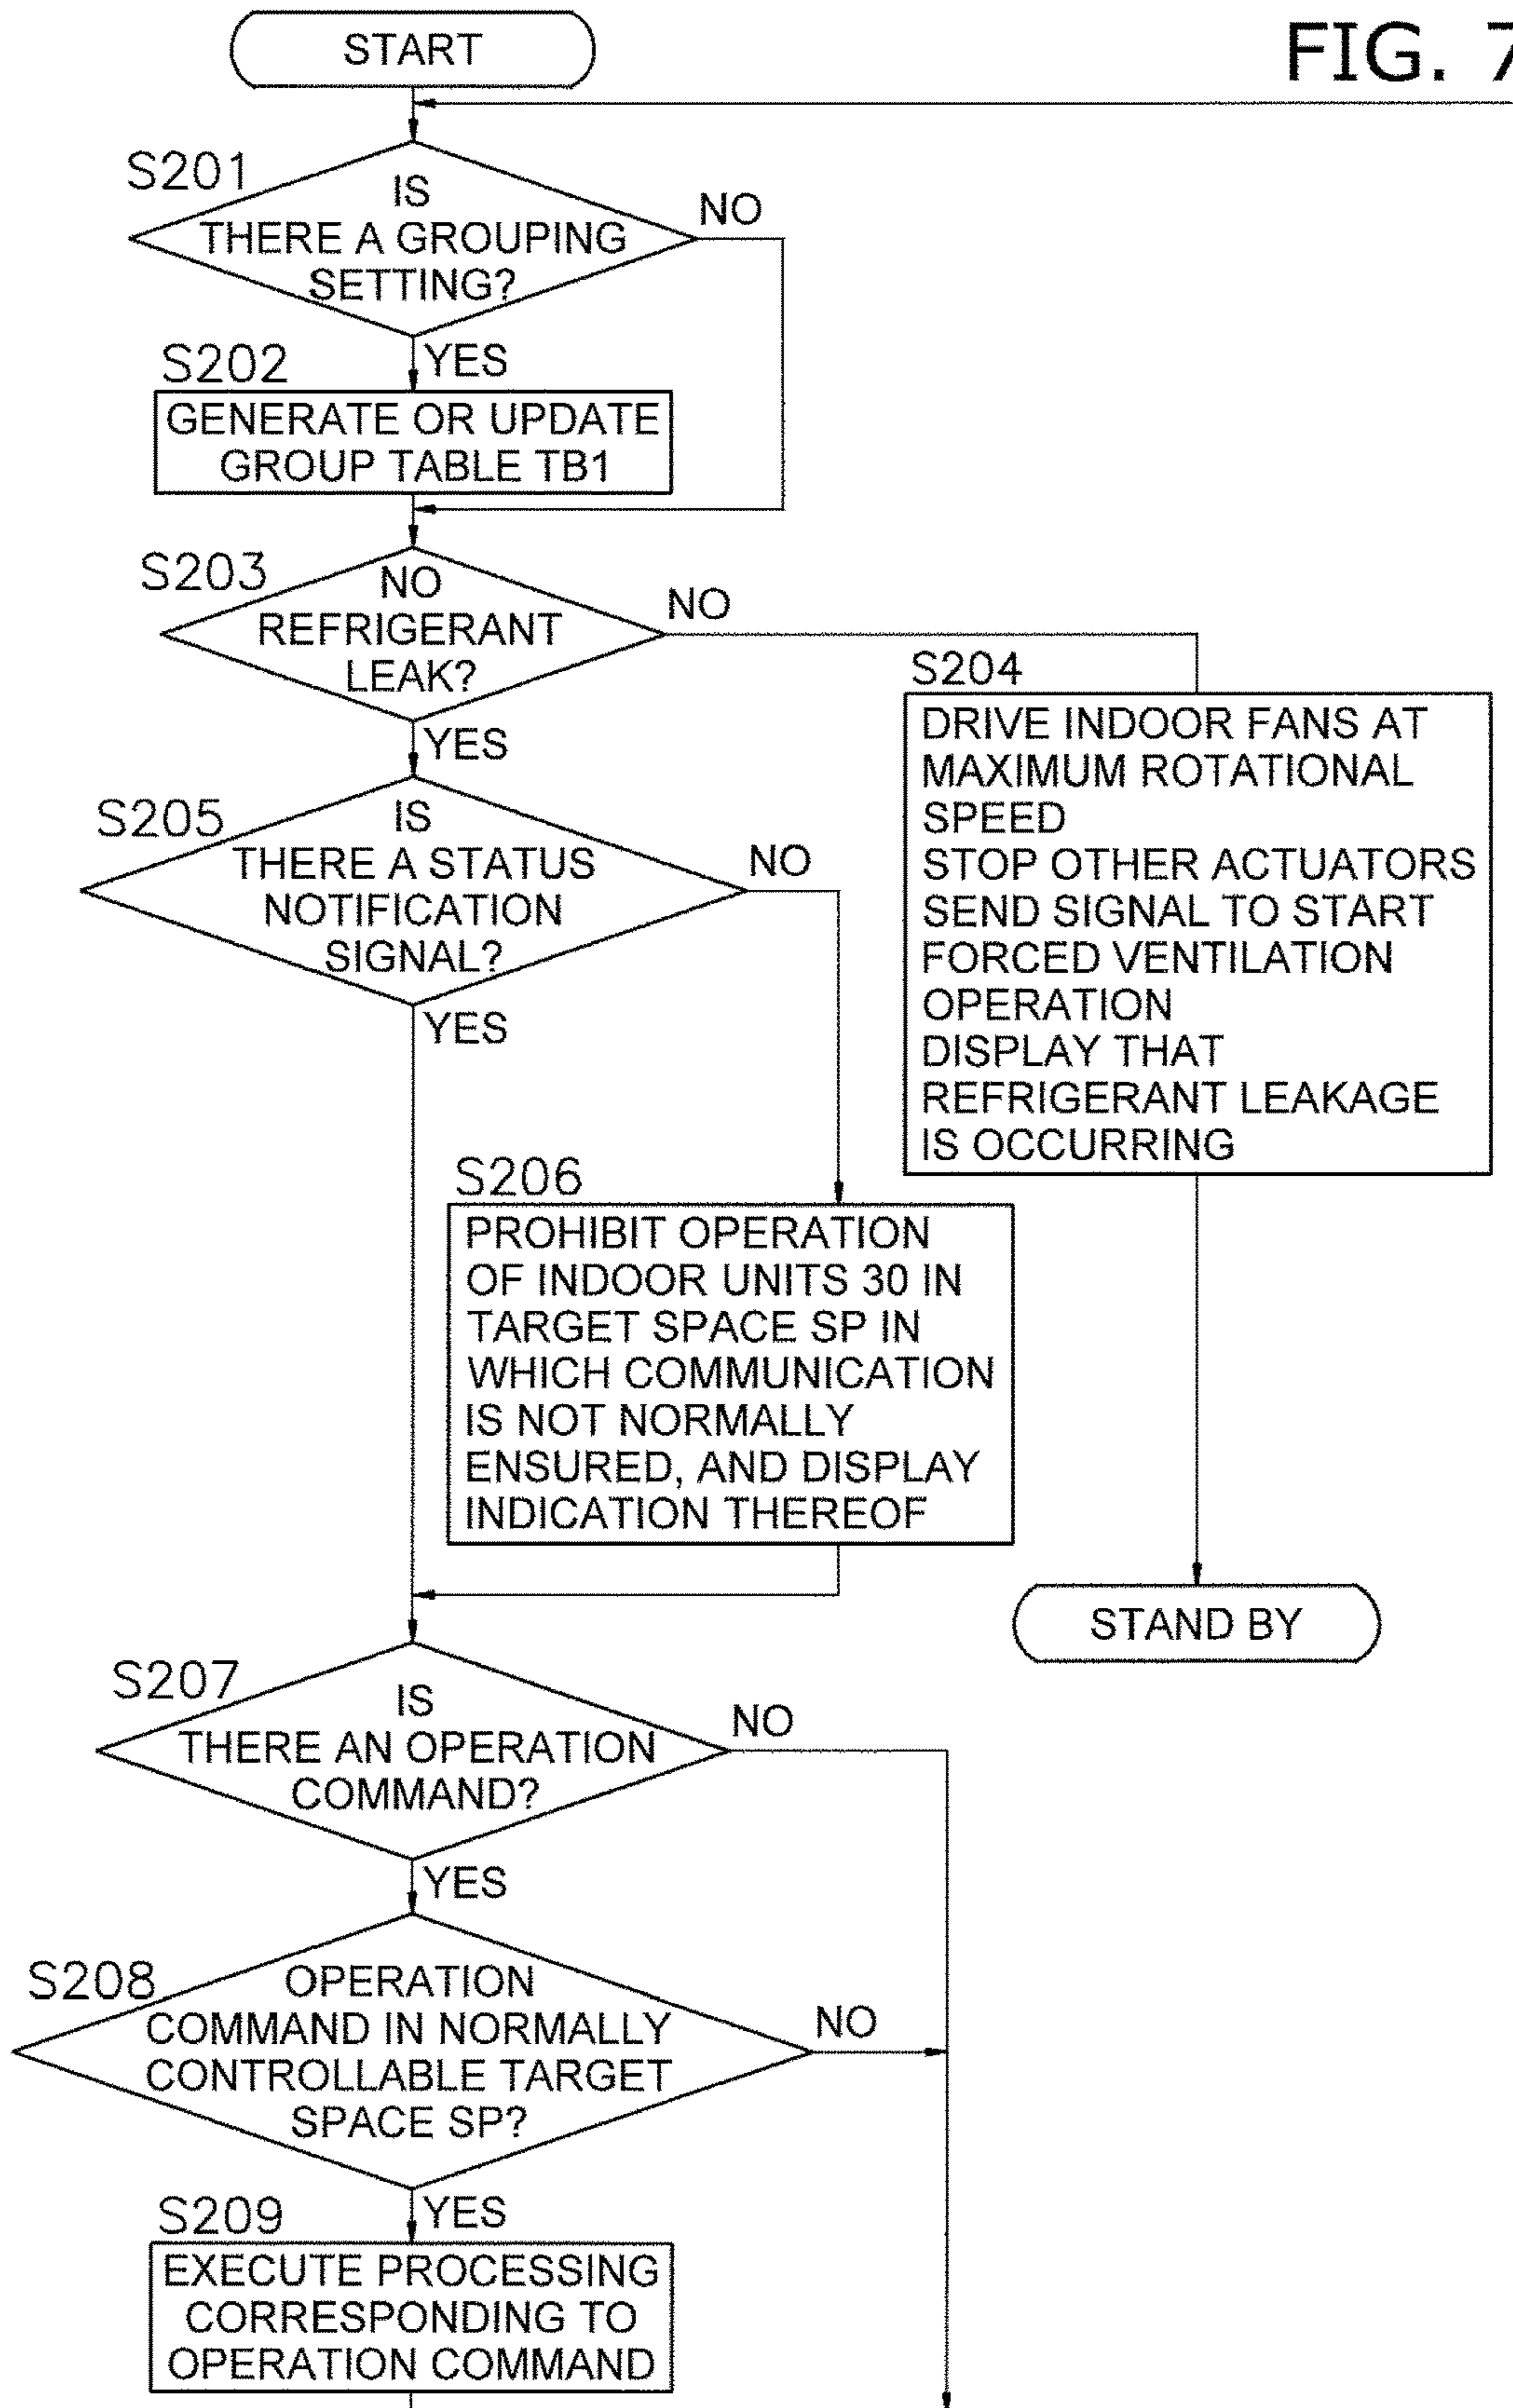 FIG. 7
START
S201
IS
THERE A GROUPING
SETTING?
NO
YES
S202
GENERATE OR UPDATE
GROUP TABLE TB1
S203
NO
REFRIGERANT
LEAK?
NO
YES
S204
DRIVE INDOOR FANS AT
MAXIMUM ROTATIONAL
SPEED
STOP OTHER ACTUATORS
SEND SIGNAL TO START
FORCED VENTILATION
OPERATION
DISPLAY THAT
REFRIGERANT LEAKAGE
IS OCCURRING
STAND BY
S205
IS
THERE A STATUS
NOTIFICATION
SIGNAL?
NO
YES
S206
PROHIBIT OPERATION
OF INDOOR UNITS 30 IN
TARGET SPACE SP IN
WHICH COMMUNICATION
IS NOT NORMALLY
ENSURED, AND DISPLAY
INDICATION THEREOF
S207
IS
THERE AN OPERATION
COMMAND?
NO
YES
S208
OPERATION
COMMAND IN NORMALLY
CONTROLLABLE TARGET
SPACE SP?
NO
YES
S209
EXECUTE PROCESSING
CORRESPONDING TO
OPERATION COMMAND